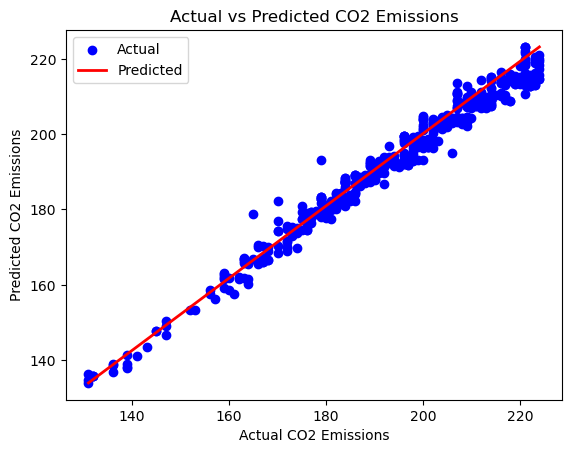 Actual vs Predicted CO2 Emissions
Actual
Predicted
220
200
180
160
140
Predicted CO2 Emissions
140 160 180 200 220
Actual CO2 Emissions